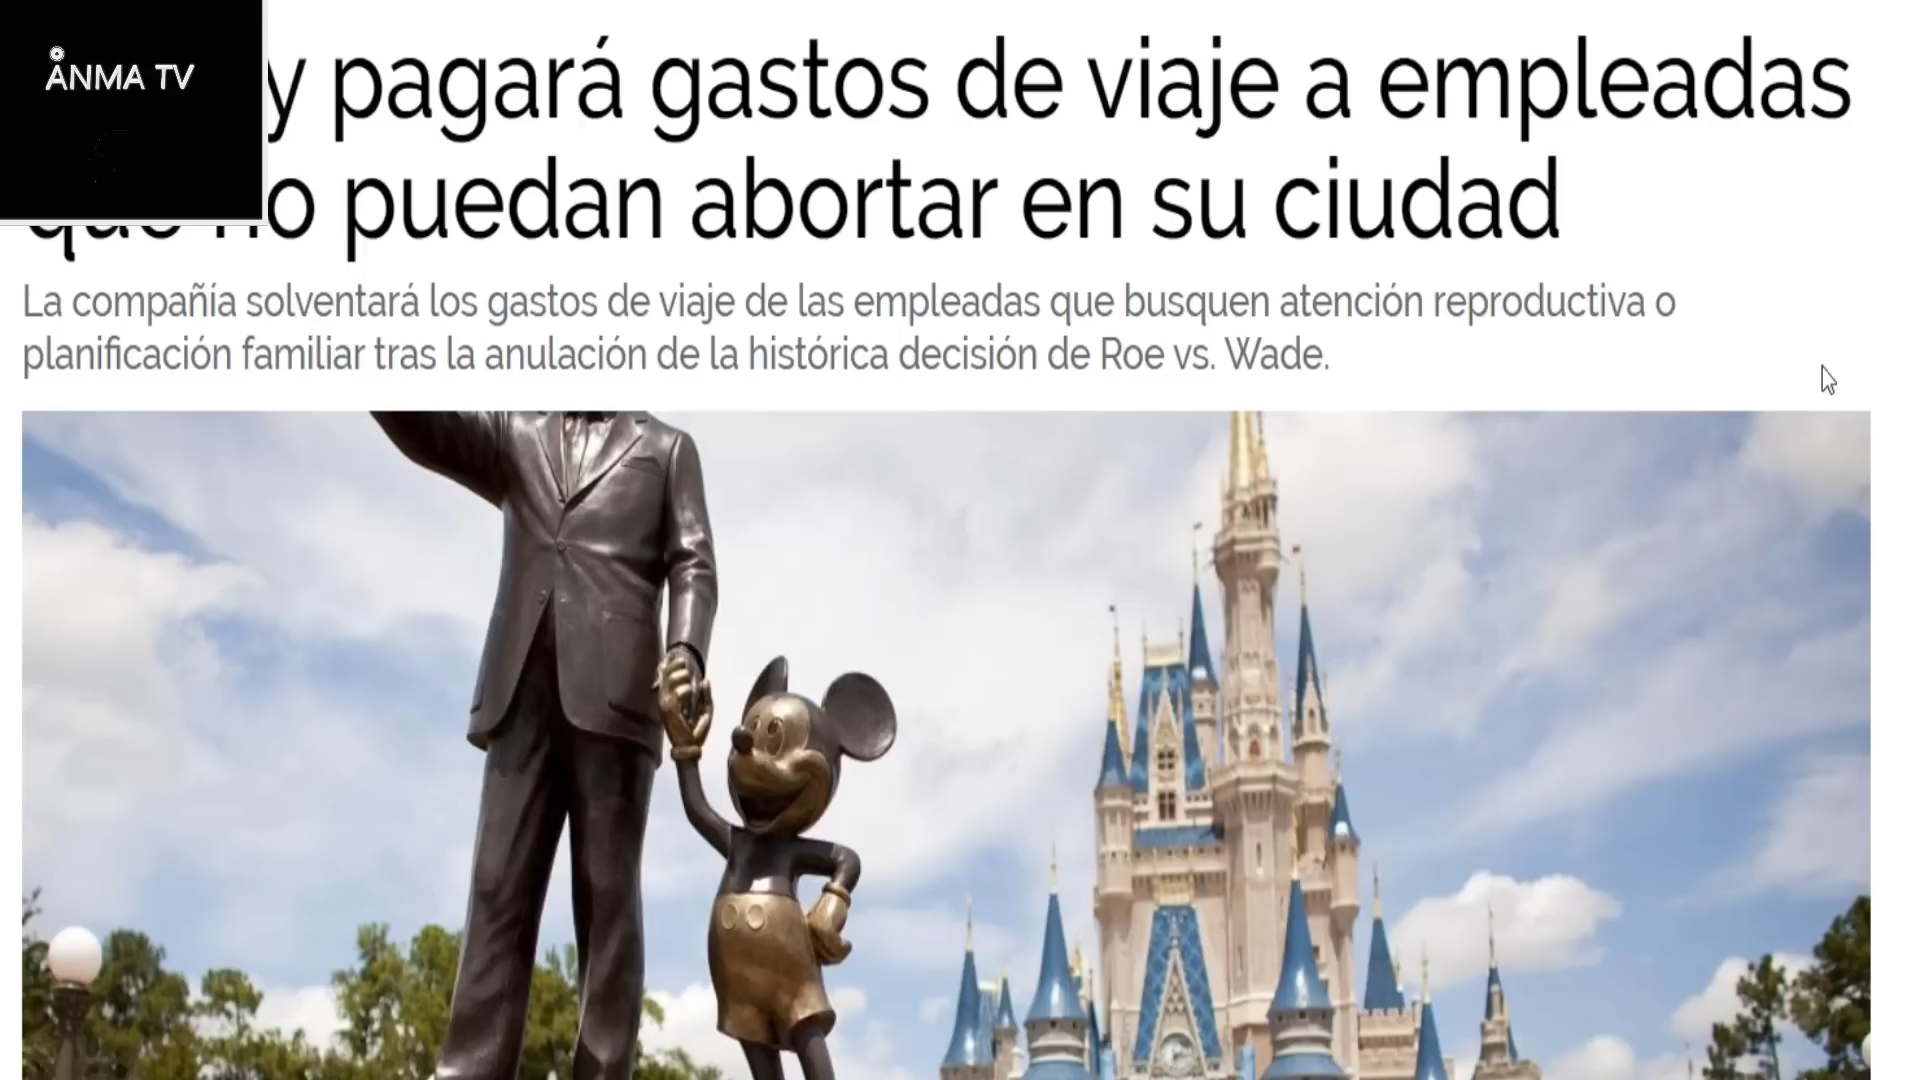 ANMA TV
y pagará gastos de viaje a empleadas
que no puedan abortar en su ciudad
La compañía solventará los gastos de viaje de las empleadas que busquen atención reproductiva o
planificación familiar tras la anulación de la histórica decisión de Roe vs. Wade.